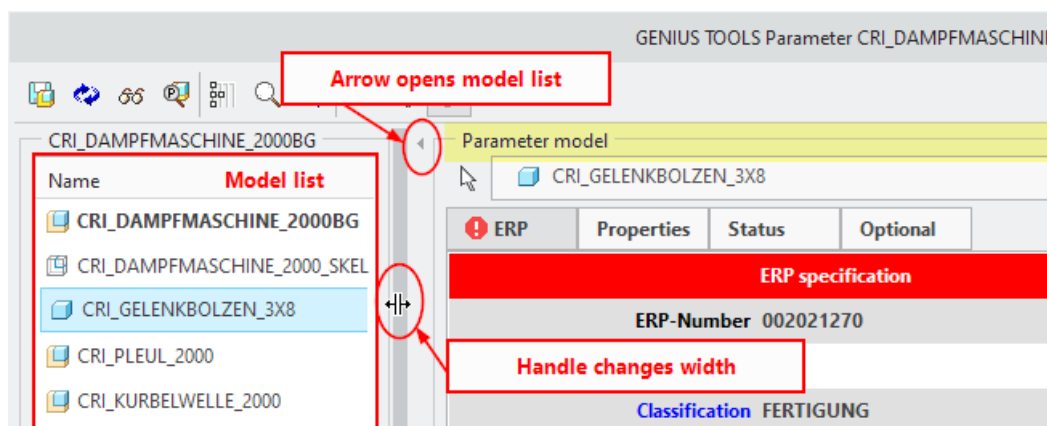 GENIUS TOOLS Parameter CRI_DAMPFMASCHINE
Arrow opens model list
CRI_DAMPFMASCHINE_2000BG
Parameter model
Name
Model list
CRI_GELENKBOLZEN_3X8
CRI_DAMPFMASCHINE_2000BG
ERP
Properties
Status
Optional
CRI_DAMPFMASCHINE_2000_SKEL
ERP specification
CRI_GELENKBOLZEN_3X8
ERP-Number 002021270
CRI_PLEUL_2000
Handle changes width
CRI_KURBELWELLE_2000
Classification FERTIGUNG